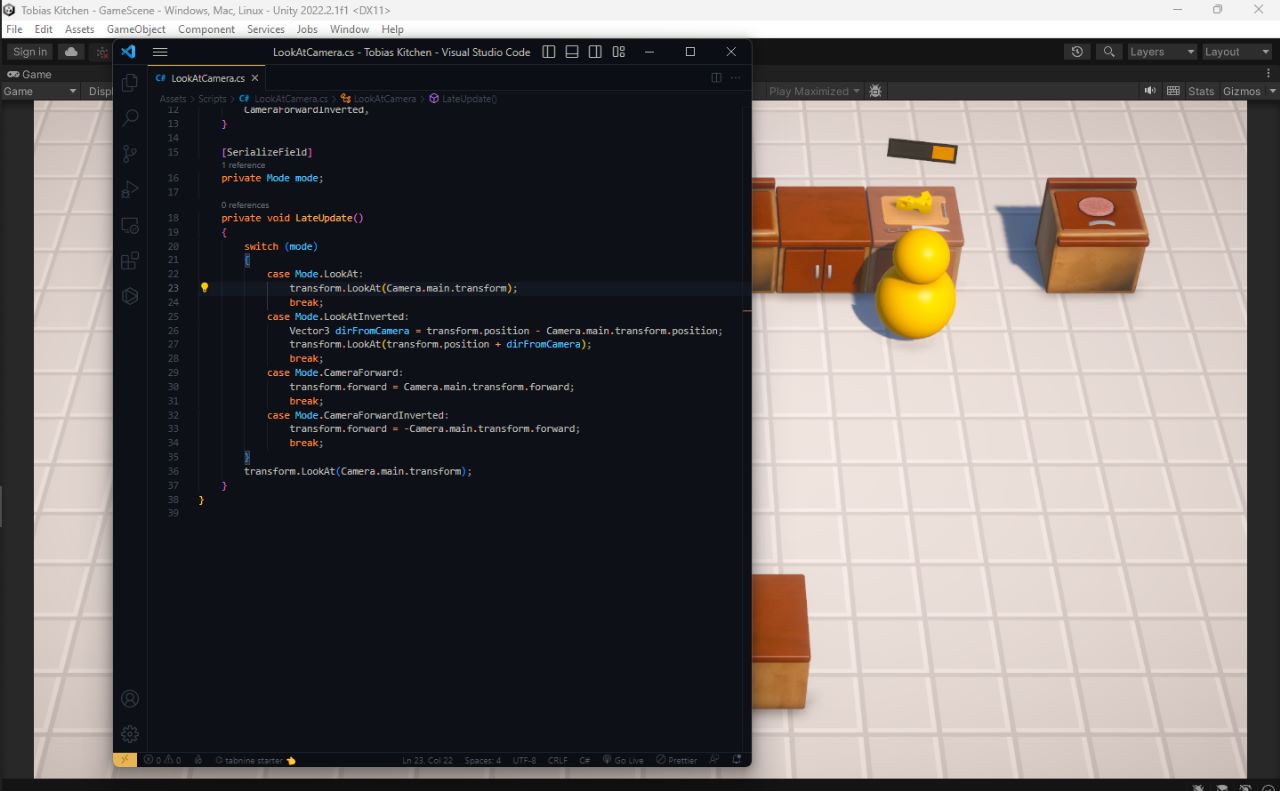 Tobias Kitchen - GameScene - Windows, Mac, Linux - Unity 2022.2.1f1 <DX11>
File Edit Assets GameObject Component Services Jobs Window Help
Sign in
Layers
Layout
Game
Game
Displ
Play Maximized
Stats
Gizmos
LookAtCamera.cs - Tobias Kitchen - Visual Studio Code
C# LookAtCamera.cs
Assets > Scripts > C# LookAtCamera.cs > LookAtCamera > LateUpdate()
12 CameraForwardInverted,
13 }
14
15 [SerializeField]
1 reference
16 private Mode mode;
17
0 references
18 private void LateUpdate()
19 {
20 switch (mode)
21 {
22 case Mode.LookAt:
23 transform.LookAt(Camera.main.transform);
24 break;
25 case Mode.LookAtInverted:
26 Vector3 dirFromCamera = transform.position - Camera.main.transform.position;
27 transform.LookAt(transform.position + dirFromCamera);
28 break;
29 case Mode.CameraForward:
30 transform.forward = Camera.main.transform.forward;
31 break;
32 case Mode.CameraForwardInverted:
33 transform.forward = -Camera.main.transform.forward;
34 break;
35 }
36 transform.LookAt(Camera.main.transform);
37 }
38 }
39
0 0 tabnine starter Ln 23, Col 22 Spaces: 4 UTF-8 CRLF C# Go Live Prettier